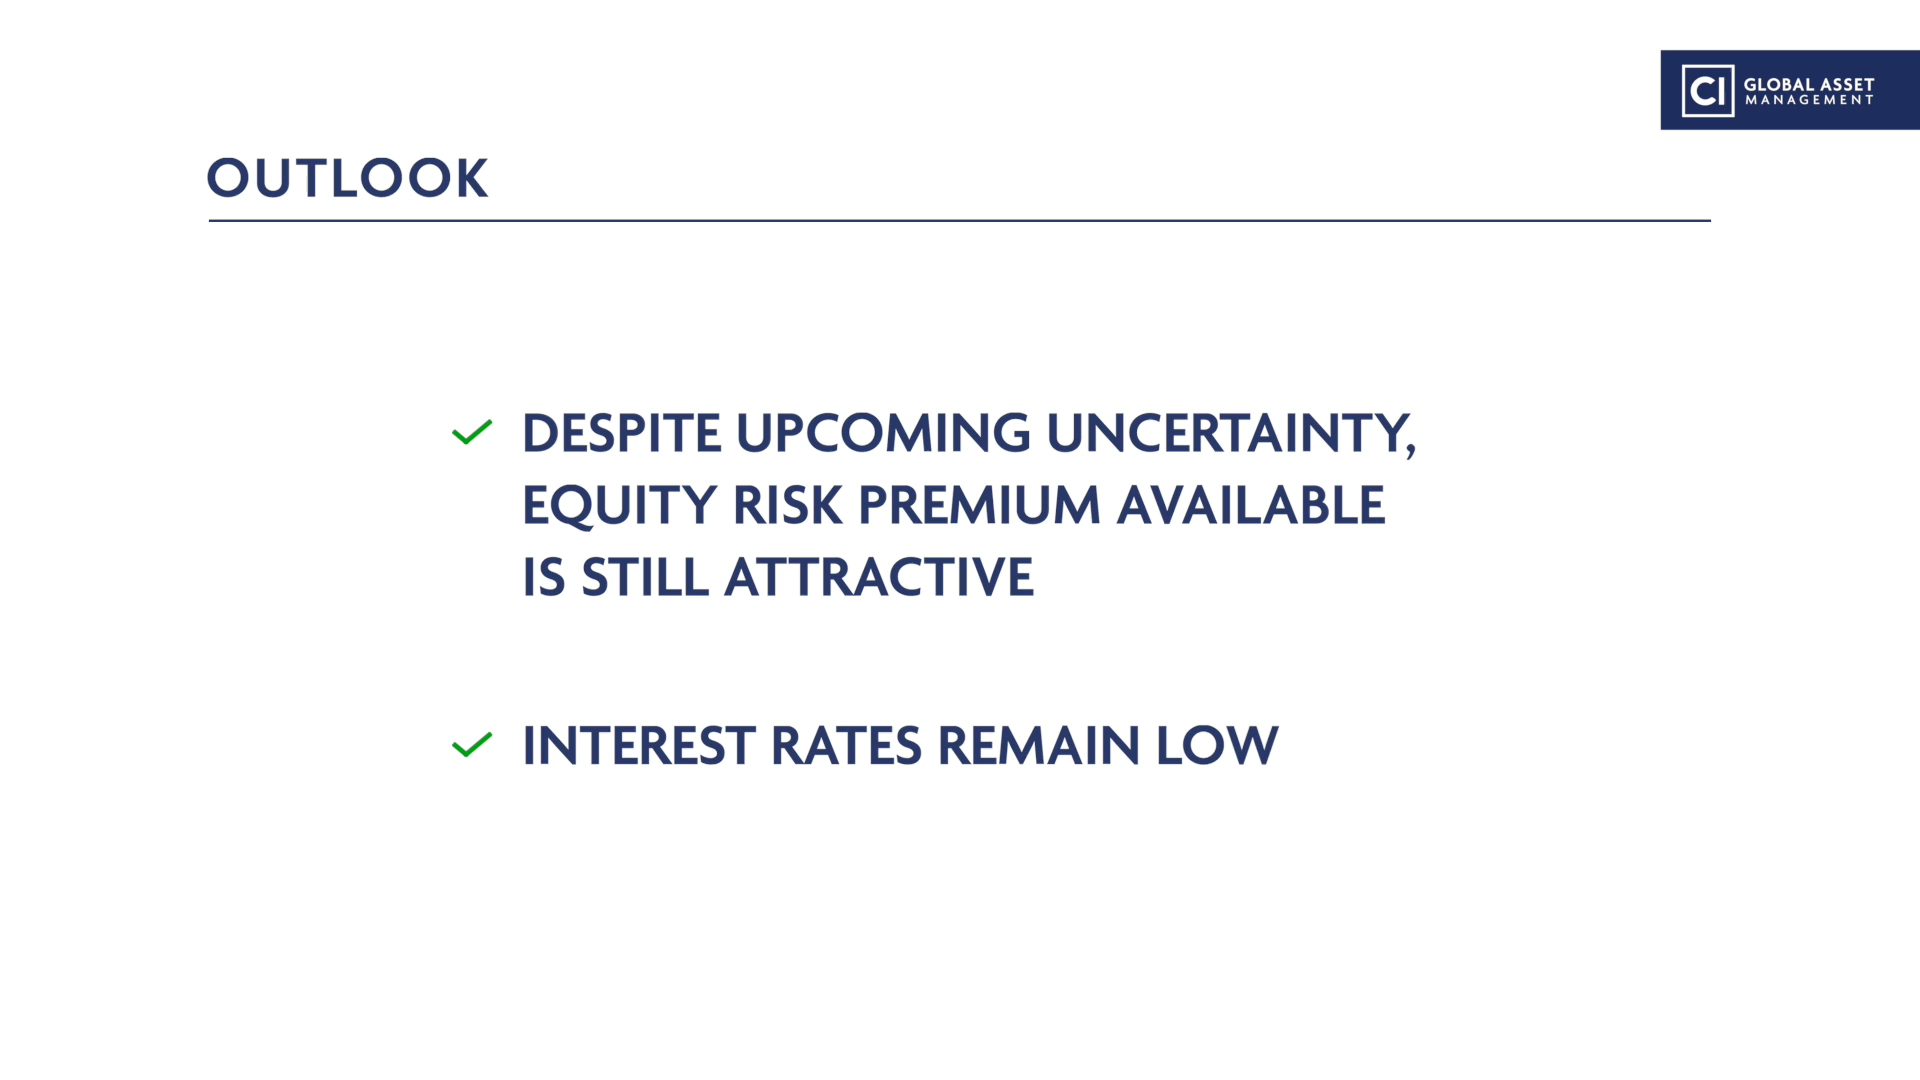 CI GLOBAL ASSET
MANAGEMENT
OUTLOOK
DESPITE UPCOMING UNCERTAINTY,
EQUITY RISK PREMIUM AVAILABLE
IS STILL ATTRACTIVE
INTEREST RATES REMAIN LOW